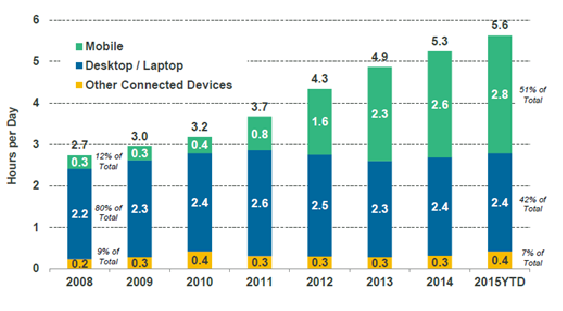 6
5
4
3
2
1
0
Hours per Day
Mobile
Desktop / Laptop
Other Connected Devices
2.7
3.0
3.2
3.7
4.3
4.9
5.3
5.6
0.3
0.3
0.4
0.8
1.6
2.3
2.6
2.8
12% of
Total
51% of
Total
2.2
2.3
2.4
2.6
2.5
2.3
2.4
2.4
80% of
Total
42% of
Total
0.2
0.3
0.4
0.3
0.3
0.3
0.3
0.4
9% of
Total
7% of
Total
2008 2009 2010 2011 2012 2013 2014 2015YTD